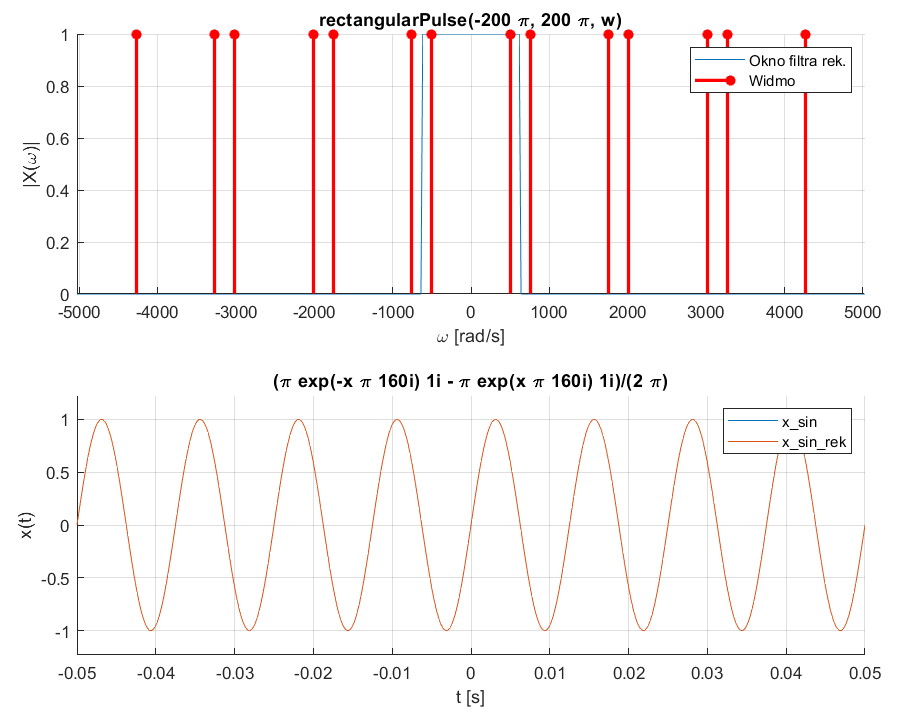 rectangularPulse(-200 π, 200 π, w)
1
0.8
0.6
0.4
0.2
0
|X(ω)|
Okno filtra rek.
Widmo
-5000 -4000 -3000 -2000 -1000 0 1000 2000 3000 4000 5000
ω [rad/s]
(π exp(-x π 160i) 1i - π exp(x π 160i) 1i)/(2 π)
1
0.5
0
-0.5
-1
x(t)
x_sin
x_sin_rek
-0.05 -0.04 -0.03 -0.02 -0.01 0 0.01 0.02 0.03 0.04 0.05
t [s]